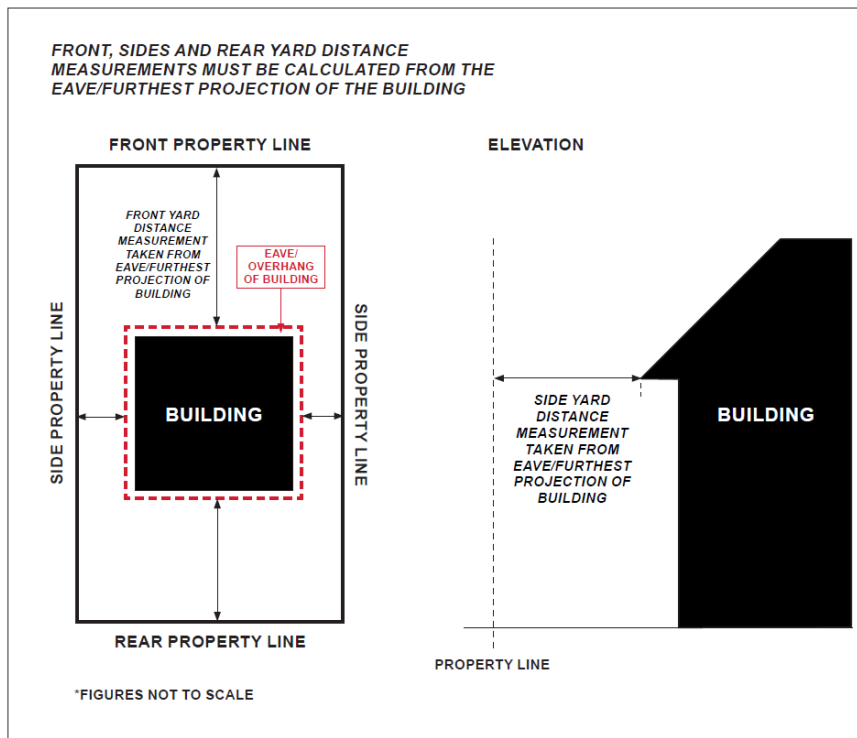 FRONT, SIDES AND REAR YARD DISTANCE
MEASUREMENTS MUST BE CALCULATED FROM THE
EAVE/FURTHEST PROJECTION OF THE BUILDING
FRONT PROPERTY LINE
FRONT YARD
DISTANCE
MEASUREMENT
TAKEN FROM
EAVE/FURTHEST
PROJECTION OF
BUILDING
EAVE/
OVERHANG
OF BUILDING
SIDE PROPERTY LINE
BUILDING
SIDE PROPERTY LINE
REAR PROPERTY LINE
*FIGURES NOT TO SCALE
ELEVATION
SIDE YARD
DISTANCE
MEASUREMENT
TAKEN FROM
EAVE/FURTHEST
PROJECTION OF
BUILDING
BUILDING
PROPERTY LINE